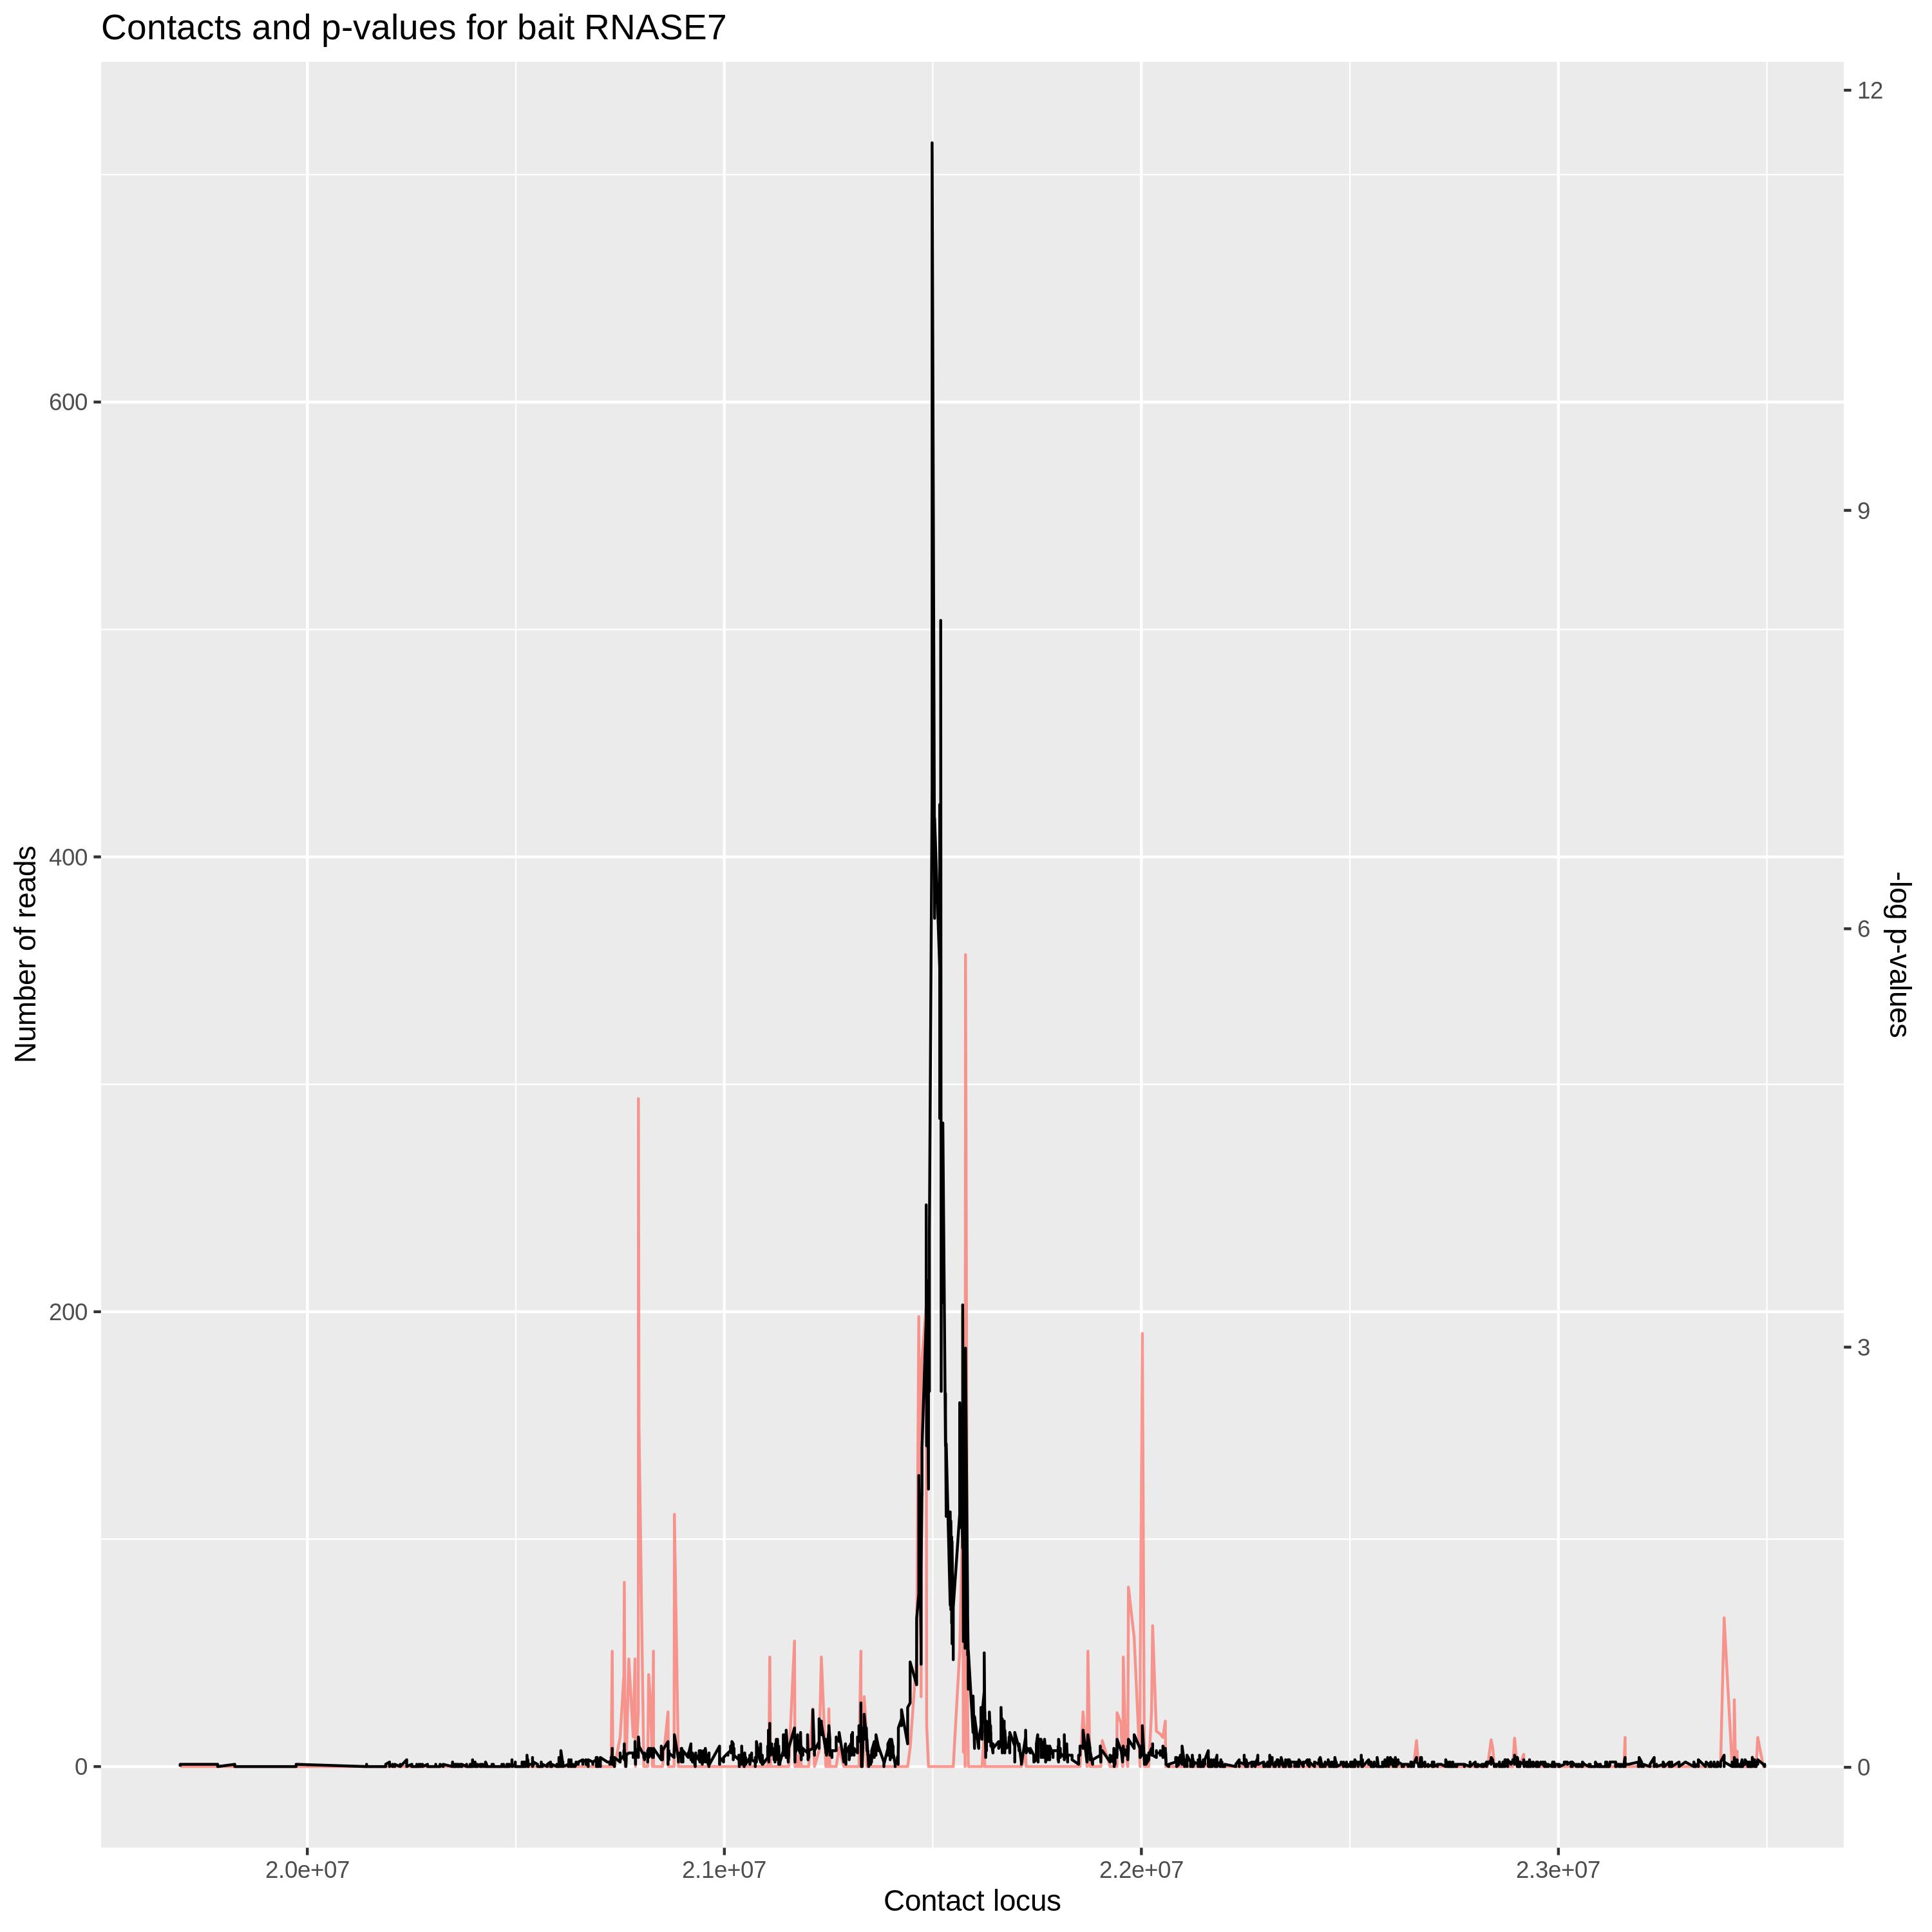 Contacts and p-values for bait RNASE7
12
9
6
3
0
600
400
200
0
Number of reads
-log p-values
2.0e+07
2.1e+07
2.2e+07
2.3e+07
Contact locus